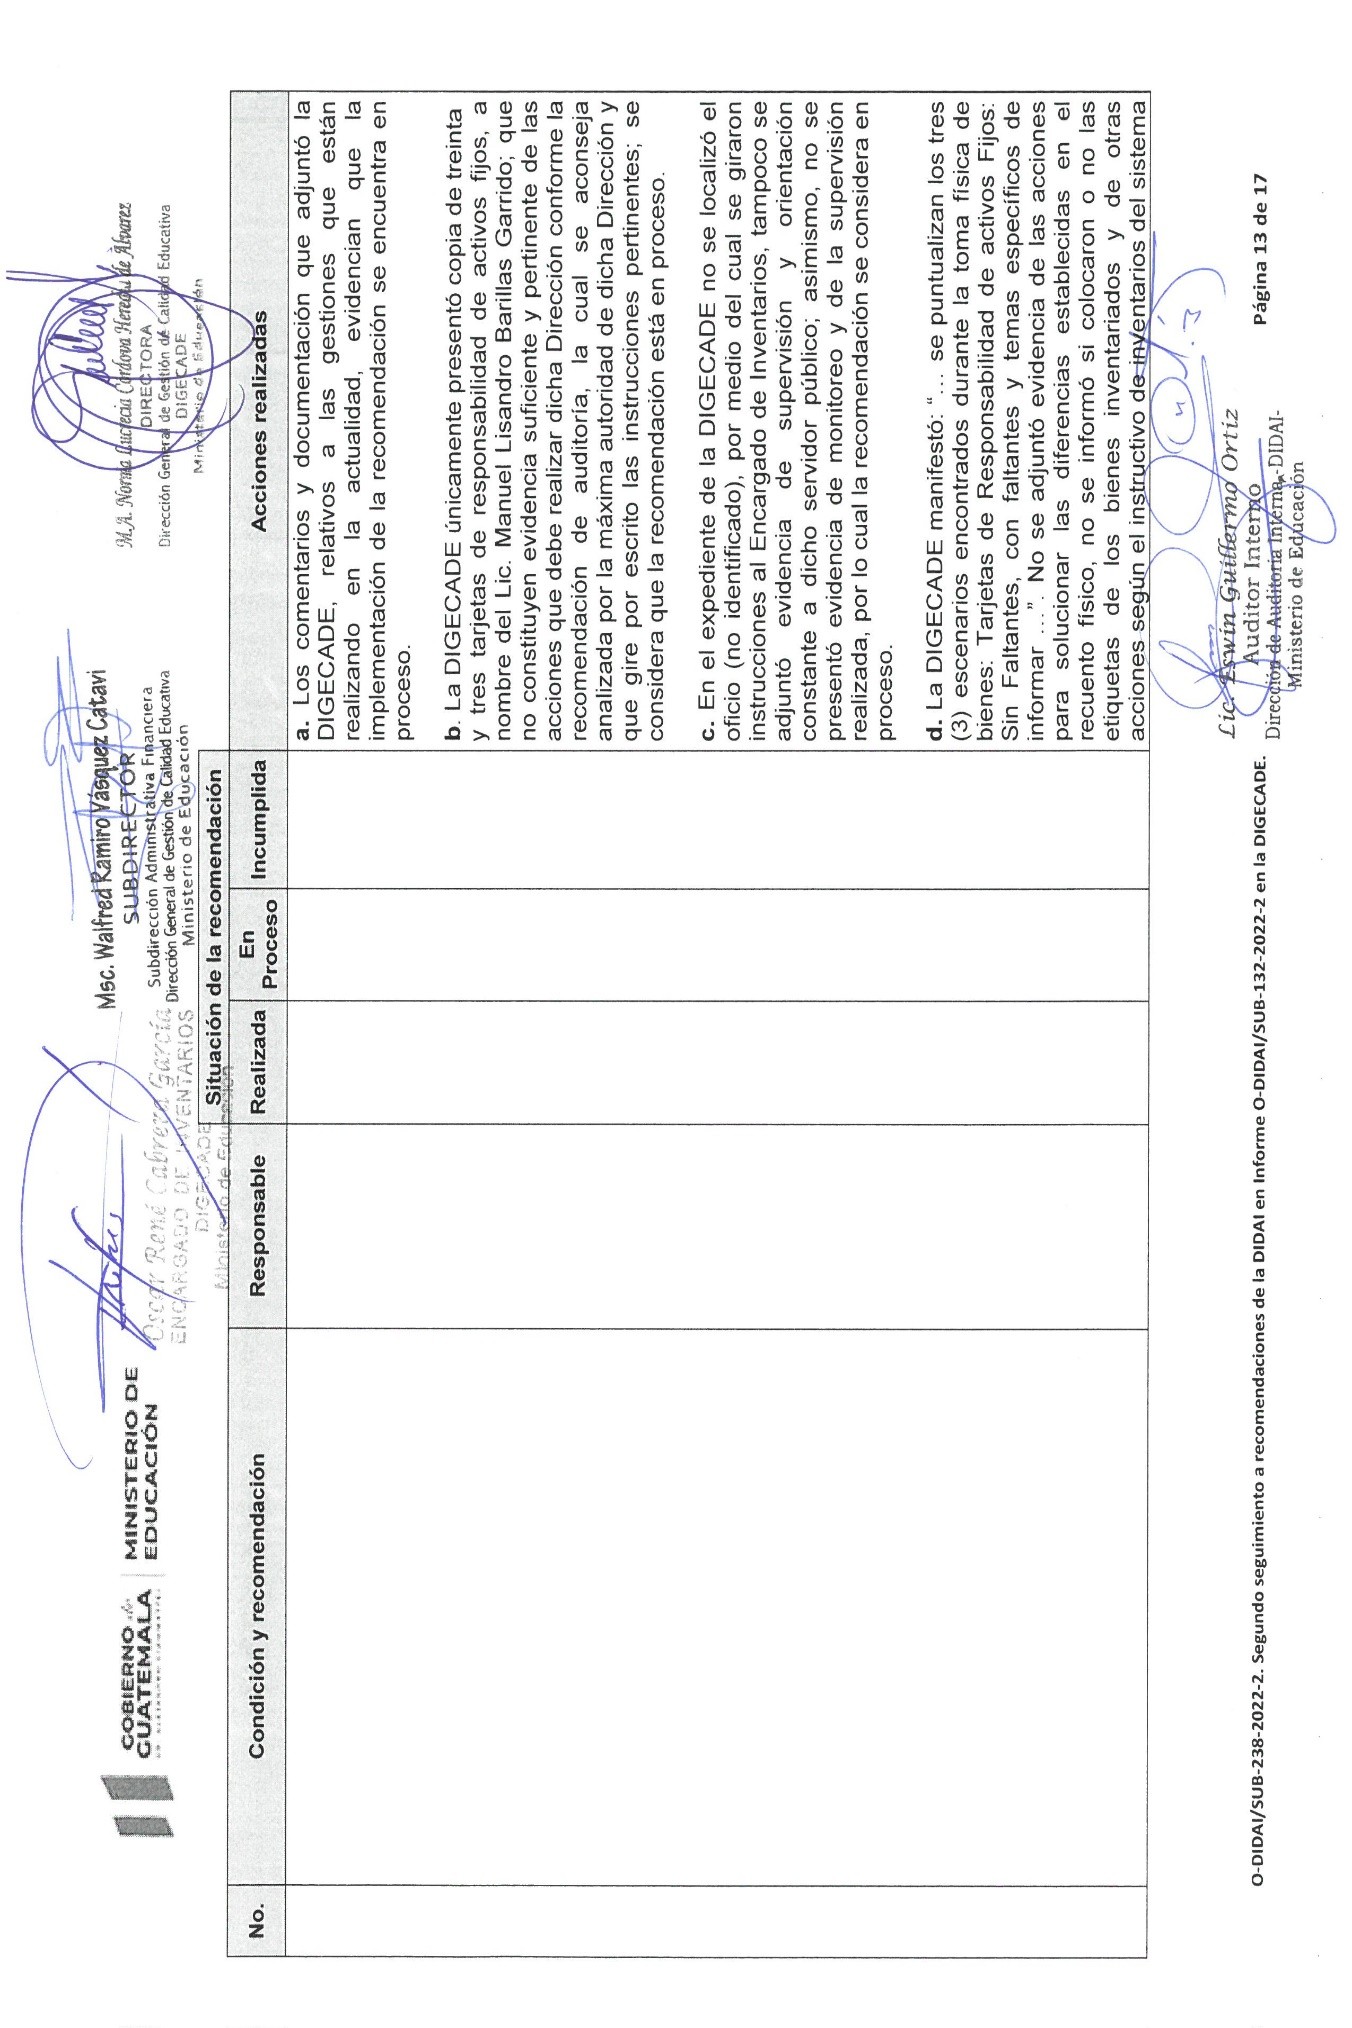 GOBIERNO de
GUATEMALA
MINISTERIO DE
EDUCACIÓN
Oscar René Cabrera García
ENCARGADO DE INVENTARIOS
DIGECADE
Ministerio de Educación
Msc. Walfred Ramiro Vásquez Catavi
SUBDIRECTOR
Subdirección Administrativa Financiera
Dirección General de Gestión de Calidad Educativa
Ministerio de Educación
M.A. Norma Lucrecia Cordova Heredia de Álvarez
DIRECTORA
Dirección General de Gestión de Calidad Educativa
DIGECADE
Ministerio de Educación
No.
Condición y recomendación
Responsable
Situación de la recomendación
Realizada
En
Proceso
Incumplida
Acciones realizadas
a. Los comentarios y documentación que adjuntó la
DIGECADE, relativos a las gestiones que están
realizando en la actualidad, evidencian que la
implementación de la recomendación se encuentra en
proceso.
b. La DIGECADE únicamente presentó copia de treinta
y tres tarjetas de responsabilidad de activos fijos, a
nombre del Lic. Manuel Lisandro Barillas Garrido; que
no constituyen evidencia suficiente y pertinente de las
acciones que debe realizar dicha Dirección conforme la
recomendación de auditoría, la cual se aconseja
analizada por la máxima autoridad de dicha Dirección y
que gire por escrito las instrucciones pertinentes; se
considera que la recomendación está en proceso.
c. En el expediente de la DIGECADE no se localizó el
oficio (no identificado), por medio del cual se giraron
instrucciones al Encargado de Inventarios, tampoco se
adjuntó evidencia de supervisión y orientación
constante a dicho servidor público; asimismo, no se
presentó evidencia de monitoreo y de la supervisión
realizada, por lo cual la recomendación se considera en
proceso.
d. La DIGECADE manifestó: “… se puntualizan los tres
(3) escenarios encontrados durante la toma física de
bienes: Tarjetas de Responsabilidad de activos Fijos:
Sin Faltantes, con faltantes y temas específicos de
informar …”. No se adjuntó evidencia de las acciones
para solucionar las diferencias establecidas en el
recuento físico, no se informó si colocaron o no las
etiquetas de los bienes inventariados y de otras
acciones según el instructivo de inventarios del sistema
Lic. Eswin Guillermo Ortiz
Auditor Interno
Dirección de Auditoría Interna -DIDAI-
Ministerio de Educación
O-DIDAI/SUB-238-2022-2. Segundo seguimiento a recomendaciones de la DIDAI en Informe O-DIDAI/SUB-132-2022-2 en la DIGECADE.
Página 13 de 17